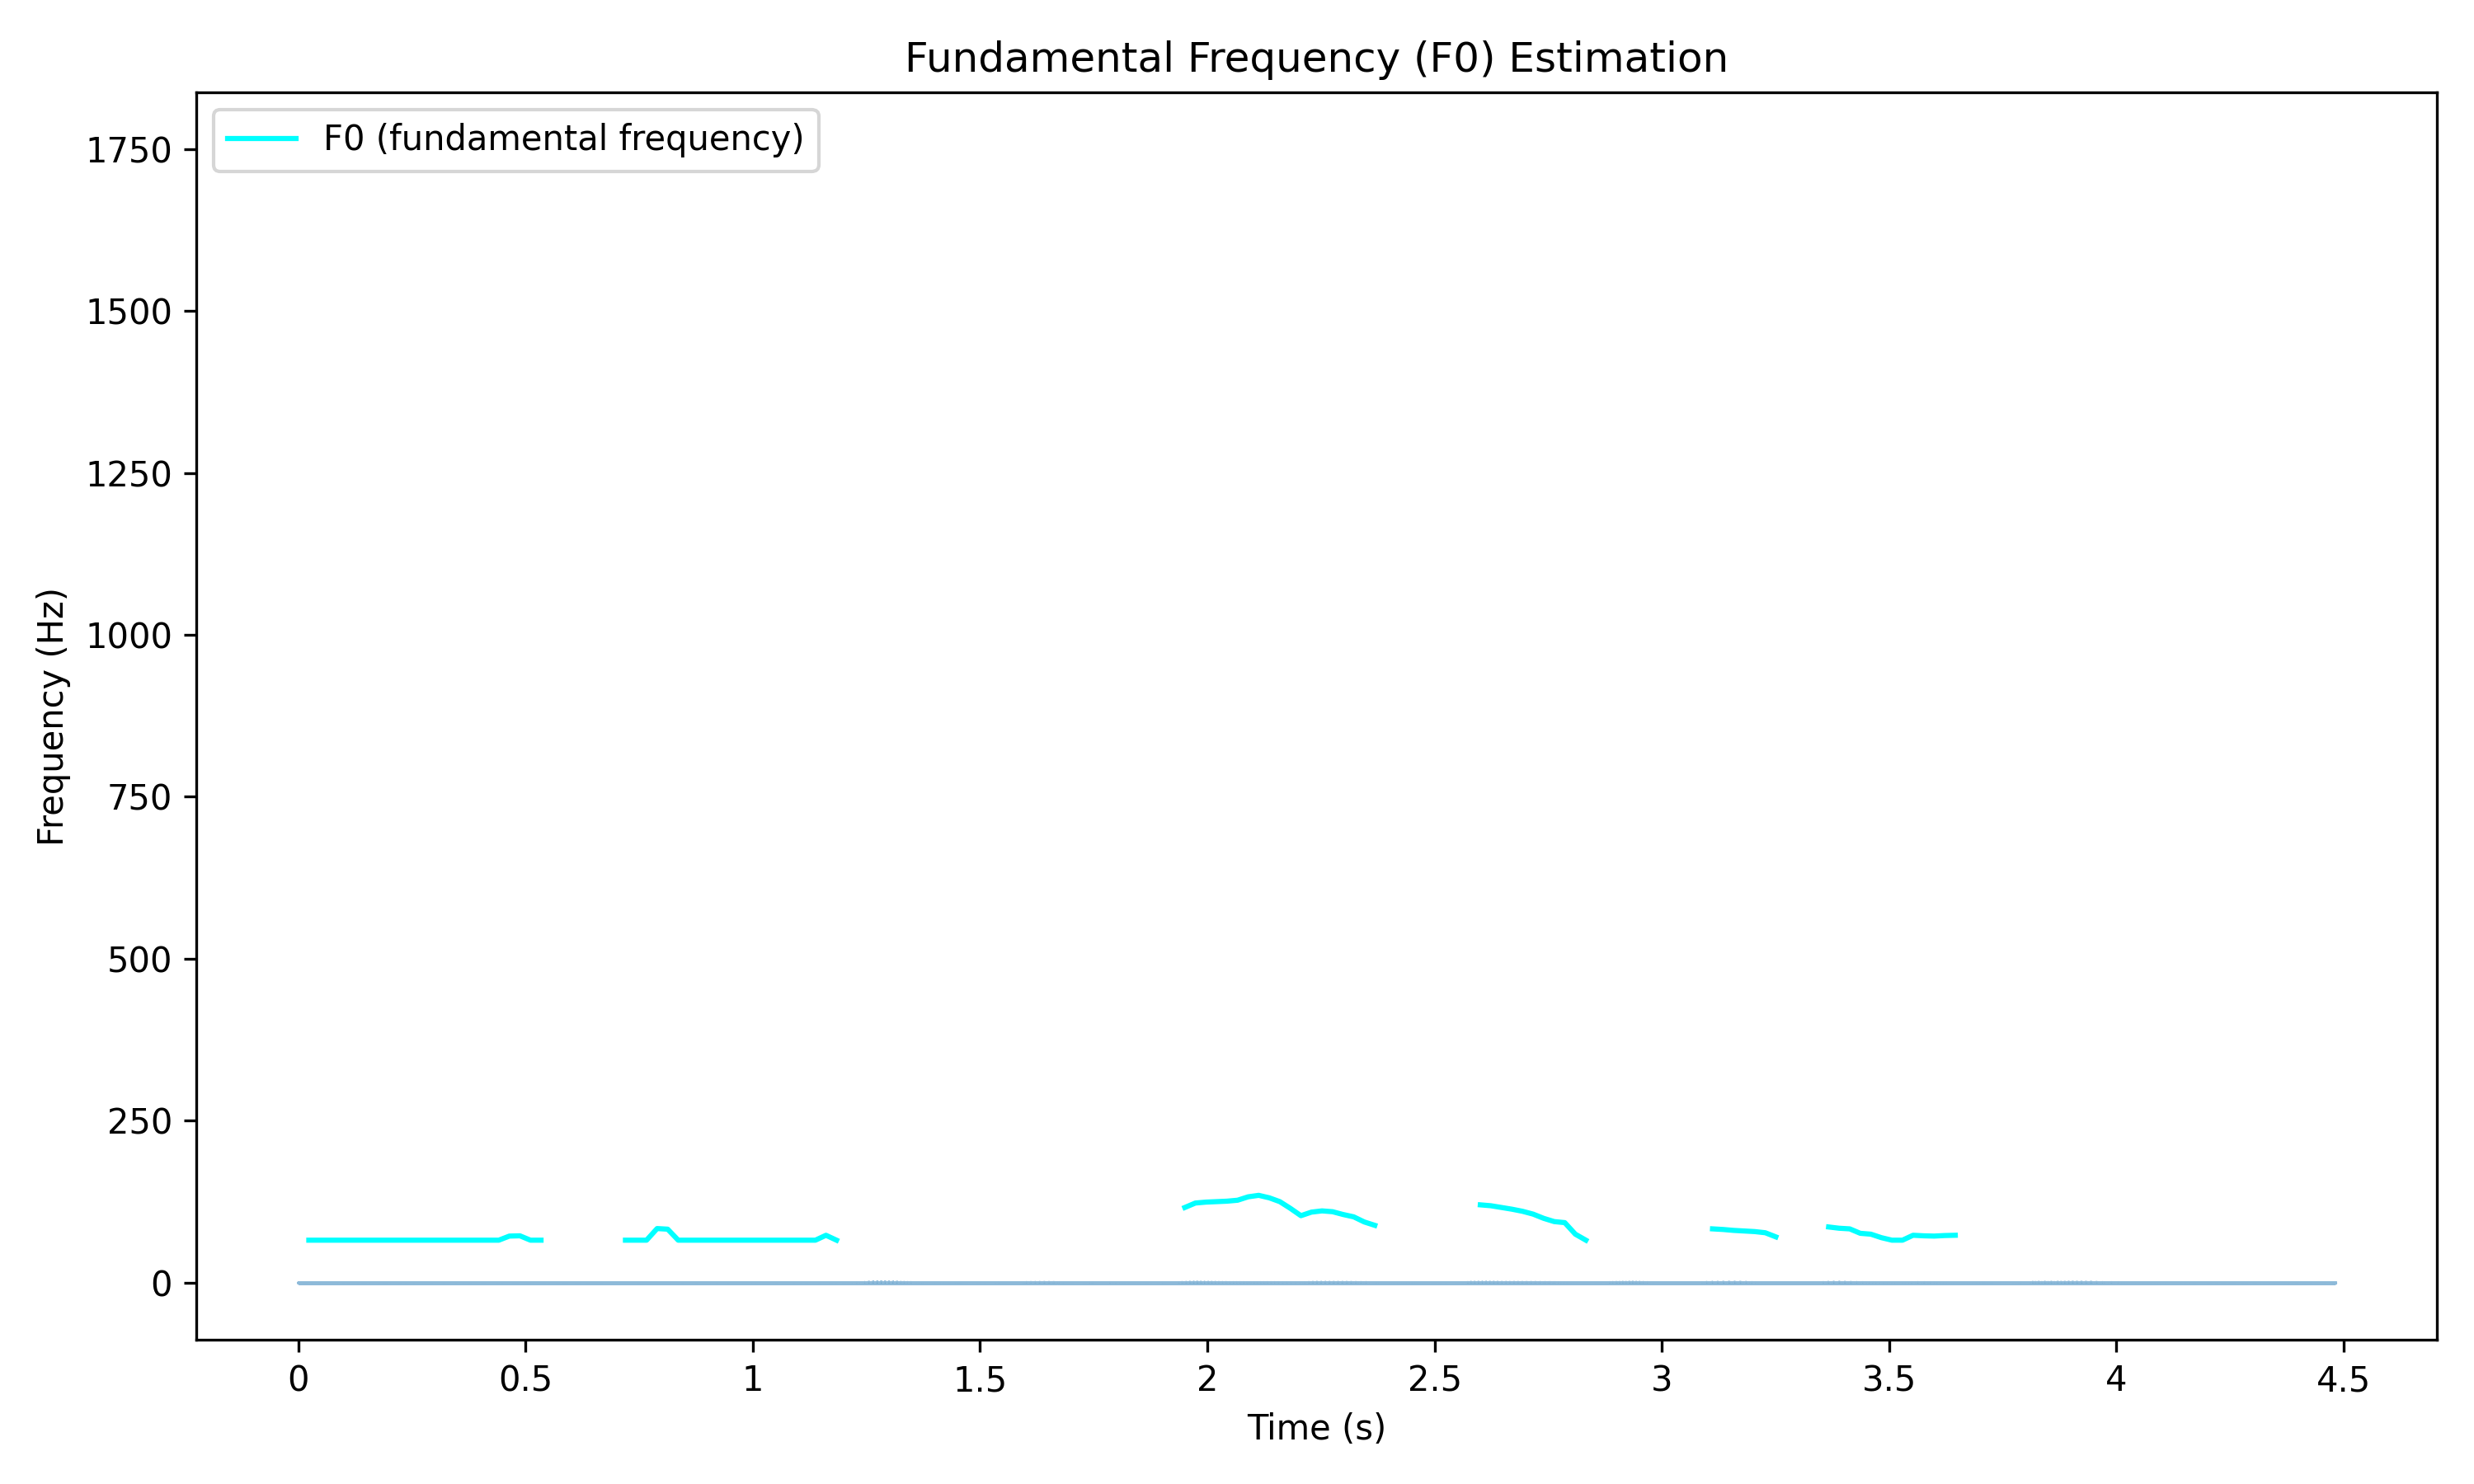 Fundamental Frequency (F0) Estimation
F0 (fundamental frequency)
1750
1500
1250
1000
750
500
250
0
Frequency (Hz)
0 0.5 1 1.5 2 2.5 3 3.5 4 4.5
Time (s)